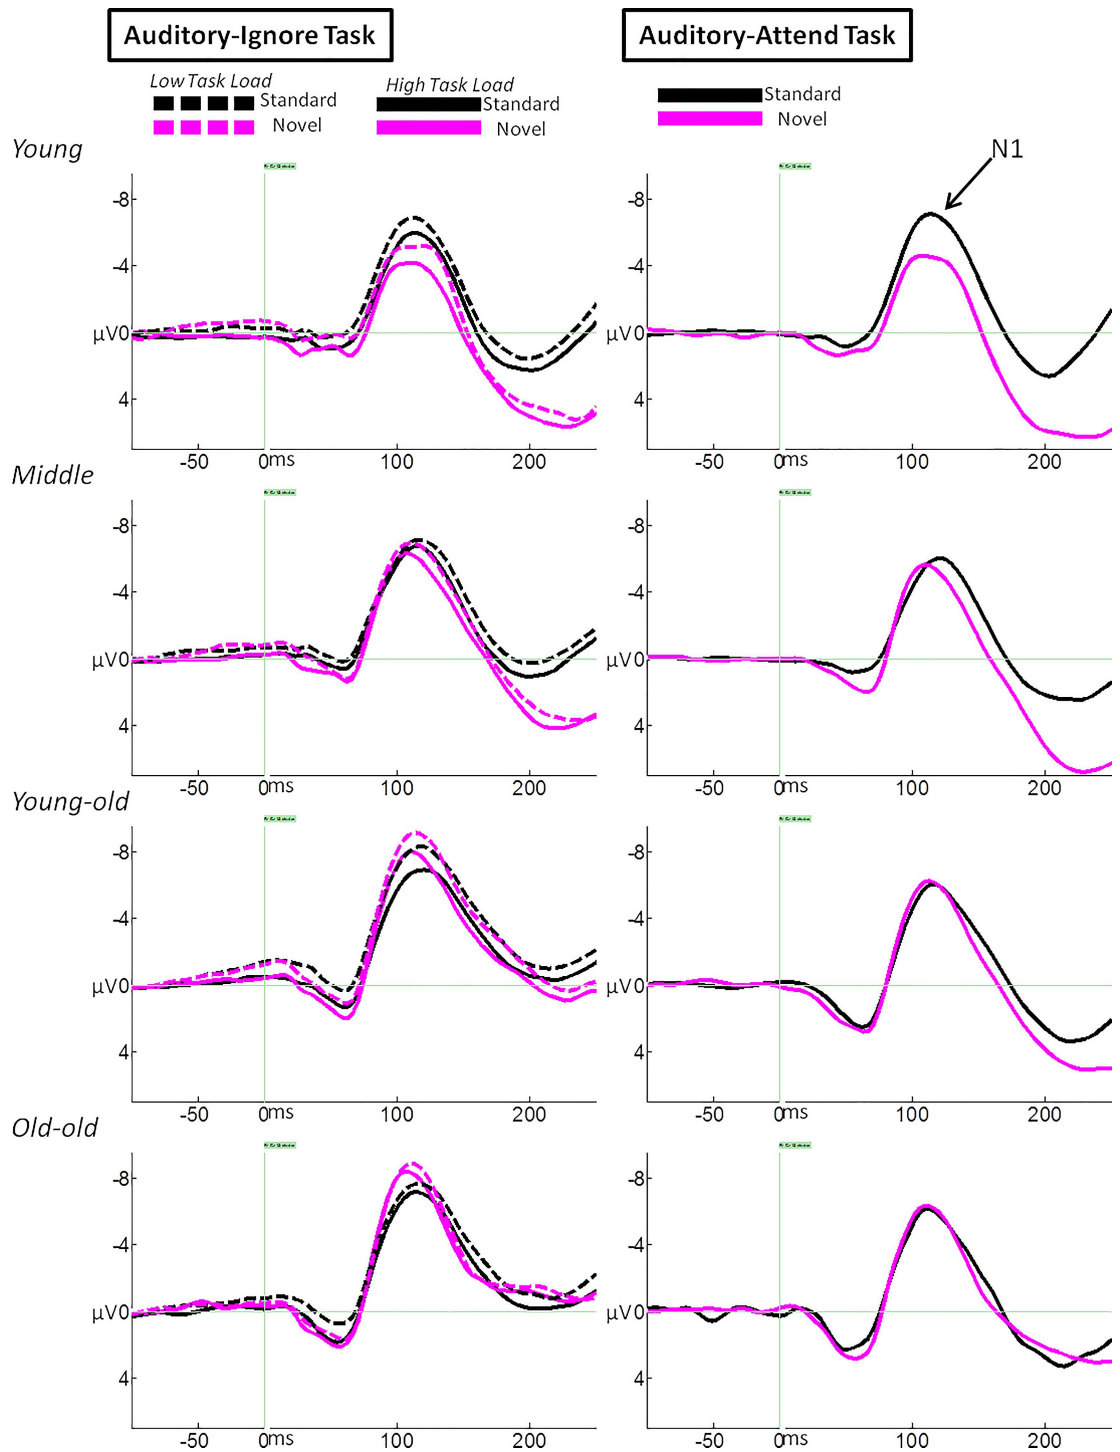 Auditory-Ignore Task
Auditory-Attend Task
Low Task Load
High Task Load
Standard
Novel
Standard
Novel
Standard
Novel
Young
N1
-8
-4
µV0
4
-50 0ms 100 200
-8
-4
µV0
4
-50 0ms 100 200
Middle
-8
-4
µV0
4
-50 0ms 100 200
-8
-4
µV0
4
-50 0ms 100 200
Young-old
-8
-4
µV0
4
-50 0ms 100 200
-8
-4
µV0
4
-50 0ms 100 200
Old-old
-8
-4
µV0
4
-50 0ms 100 200
-8
-4
µV0
4
-50 0ms 100 200